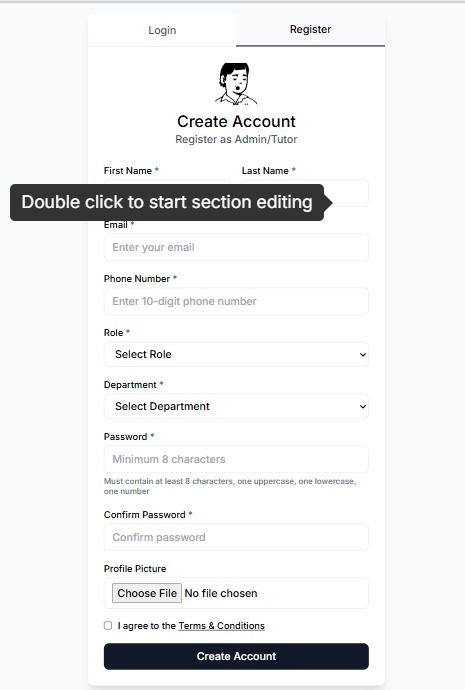 Login Register
Create Account
Register as Admin/Tutor
First Name * Last Name *
Double click to start section editing
Email *
Enter your email
Phone Number *
Enter 10-digit phone number
Role *
Select Role
Department *
Select Department
Password *
Minimum 8 characters
Must contain at least 8 characters, one uppercase, one lowercase,
one number
Confirm Password *
Confirm password
Profile Picture
Choose File No file chosen
I agree to the Terms & Conditions
Create Account